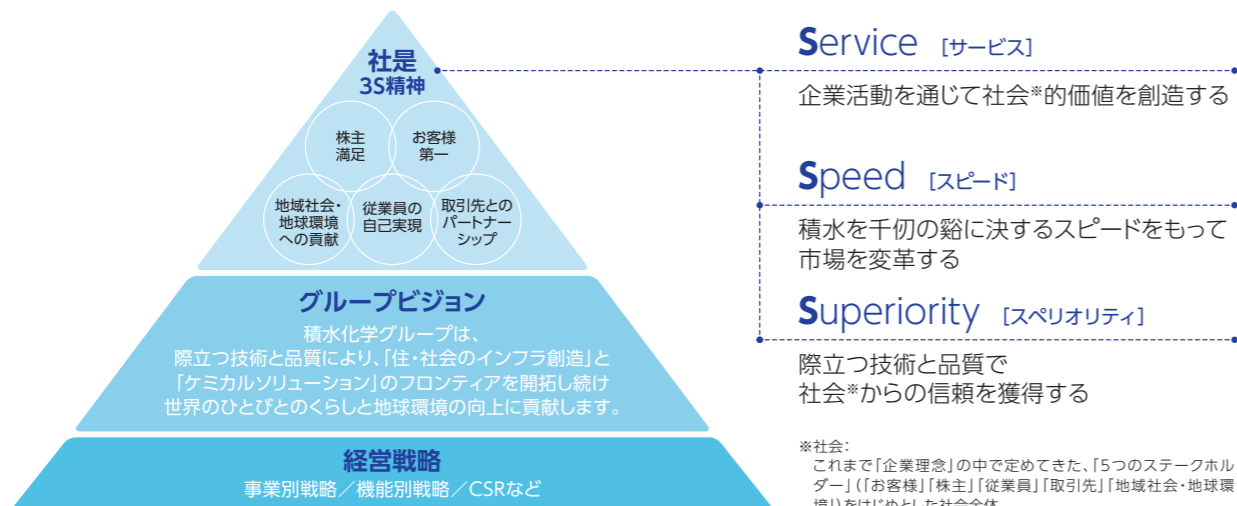 社是
3S精神
株主
満足
お客様
第一
地域社会・
地球環境
への貢献
従業員の
自己実現
取引先との
パートナー
シップ
グループビジョン
積水化学グループは、
際立つ技術と品質により、「住・社会のインフラ創造」と
「ケミカルソリューション」のフロンティアを開拓し続け
世界のひとびとのくらしと地球環境の向上に貢献します。
経営戦略
事業別戦略／機能別戦略／CSRなど
Service [サービス]
企業活動を通じて社会※的価値を創造する
Speed [スピード]
積水を千仞の谿に決するスピードをもって
市場を変革する
Superiority [スペリオリティ]
際立つ技術と品質で
社会※からの信頼を獲得する
※社会：
これまで「企業理念」の中で定めてきた、「5つのステークホル
ダー」（「お客様」「株主」「従業員」「取引先」「地域社会・地球環
境」）をはじめとした社会全体